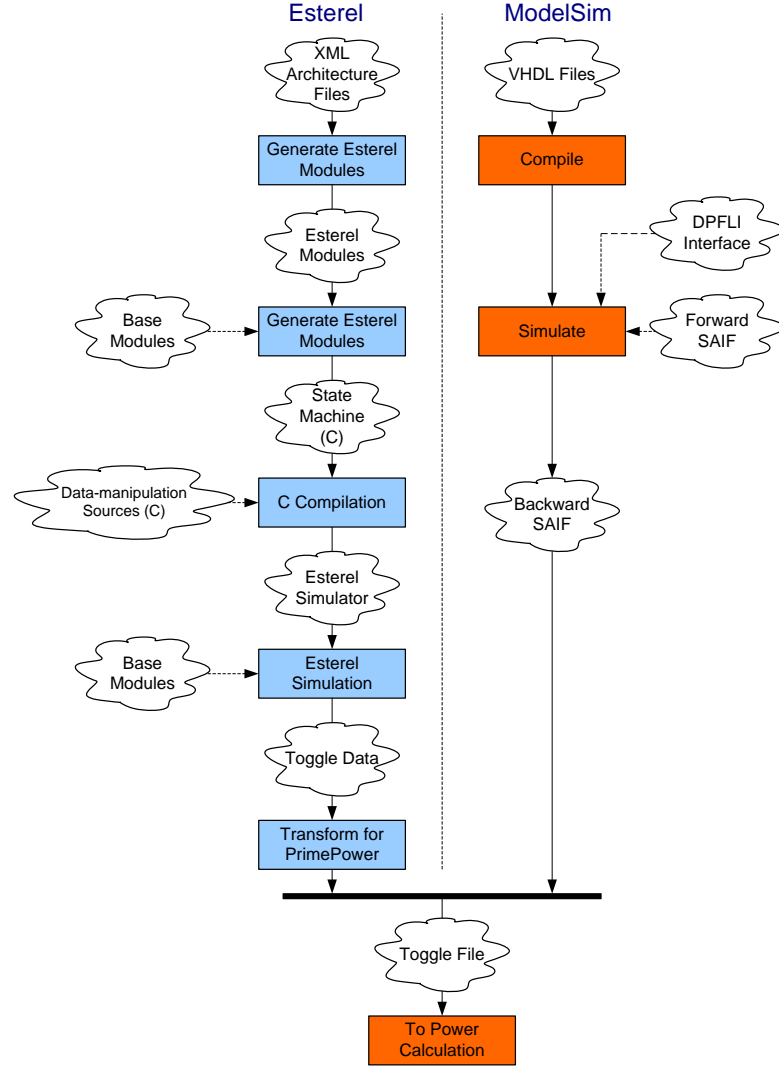 Esterel
ModelSim
XML
Architecture
Files
VHDL Files
Generate Esterel
Modules
Compile
DPFLI
Interface
Esterel
Modules
Base
Modules
Generate Esterel
Modules
Simulate
Forward
SAIF
State
Machine
(C)
Data-manipulation
Sources (C)
C Compilation
Backward
SAIF
Esterel
Simulator
Base
Modules
Esterel
Simulation
Toggle Data
Transform for
PrimePower
Toggle File
To Power
Calculation